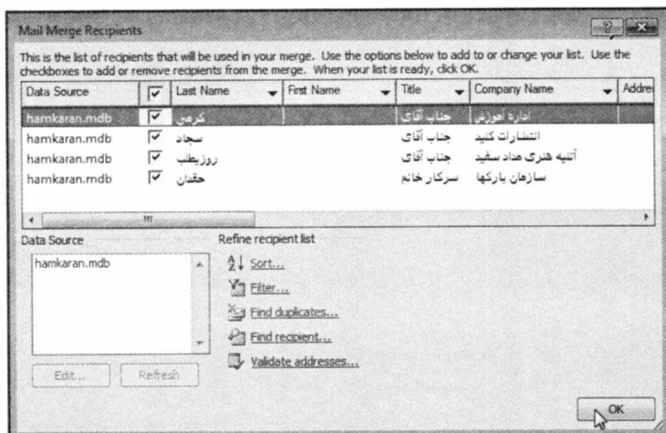 Mail Merge Recipients
This is the list of recipients that will be used in your merge. Use the options below to add to or change your list. Use the
checkboxes to add or remove recipients from the merge. When your list is ready, click OK.
Data Source Last Name First Name Title Company Name Addre
hamkaran.mdb کرمی جناب آقای اداره آموزش
hamkaran.mdb سجاد جناب آقای انتشارات کنید
hamkaran.mdb روزیطلب جناب آقای آتلیه هنری مداد سفید
hamkaran.mdb حقدان سرکار خانم سازمان پارکها
Data Source Refine recipient list
hamkaran.mdb
Sort...
Filter...
Find duplicates...
Find recipient...
Validate addresses...
Edit... Refresh
OK